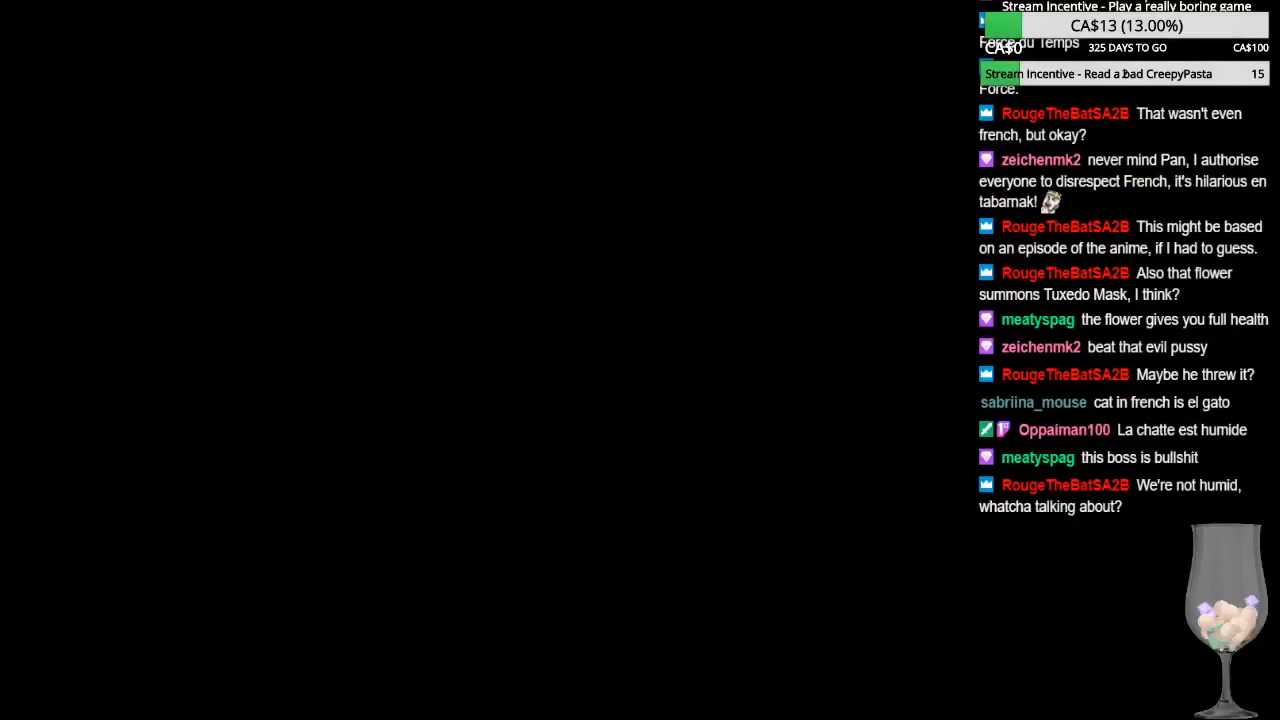 Stream Incentive - Play a really boring game
CA$13 (13.00%)
Force du Temps
CA$0 325 DAYS TO GO CA$100
Stream Incentive - Read a bad CreepyPasta 2 15
Force.
RougeTheBatSA2B That wasn't even
french, but okay?
zeichenmk2 never mind Pan, I authorise
everyone to disrespect French, it's hilarious en
tabarnak!
RougeTheBatSA2B This might be based
on an episode of the anime, if I had to guess.
RougeTheBatSA2B Also that flower
summons Tuxedo Mask, I think?
meatyspag the flower gives you full health
zeichenmk2 beat that evil pussy
RougeTheBatSA2B Maybe he threw it?
sabriina_mouse cat in french is el gato
Oppaiman100 La chatte est humide
meatyspag this boss is bullshit
RougeTheBatSA2B We're not humid,
whatcha talking about?